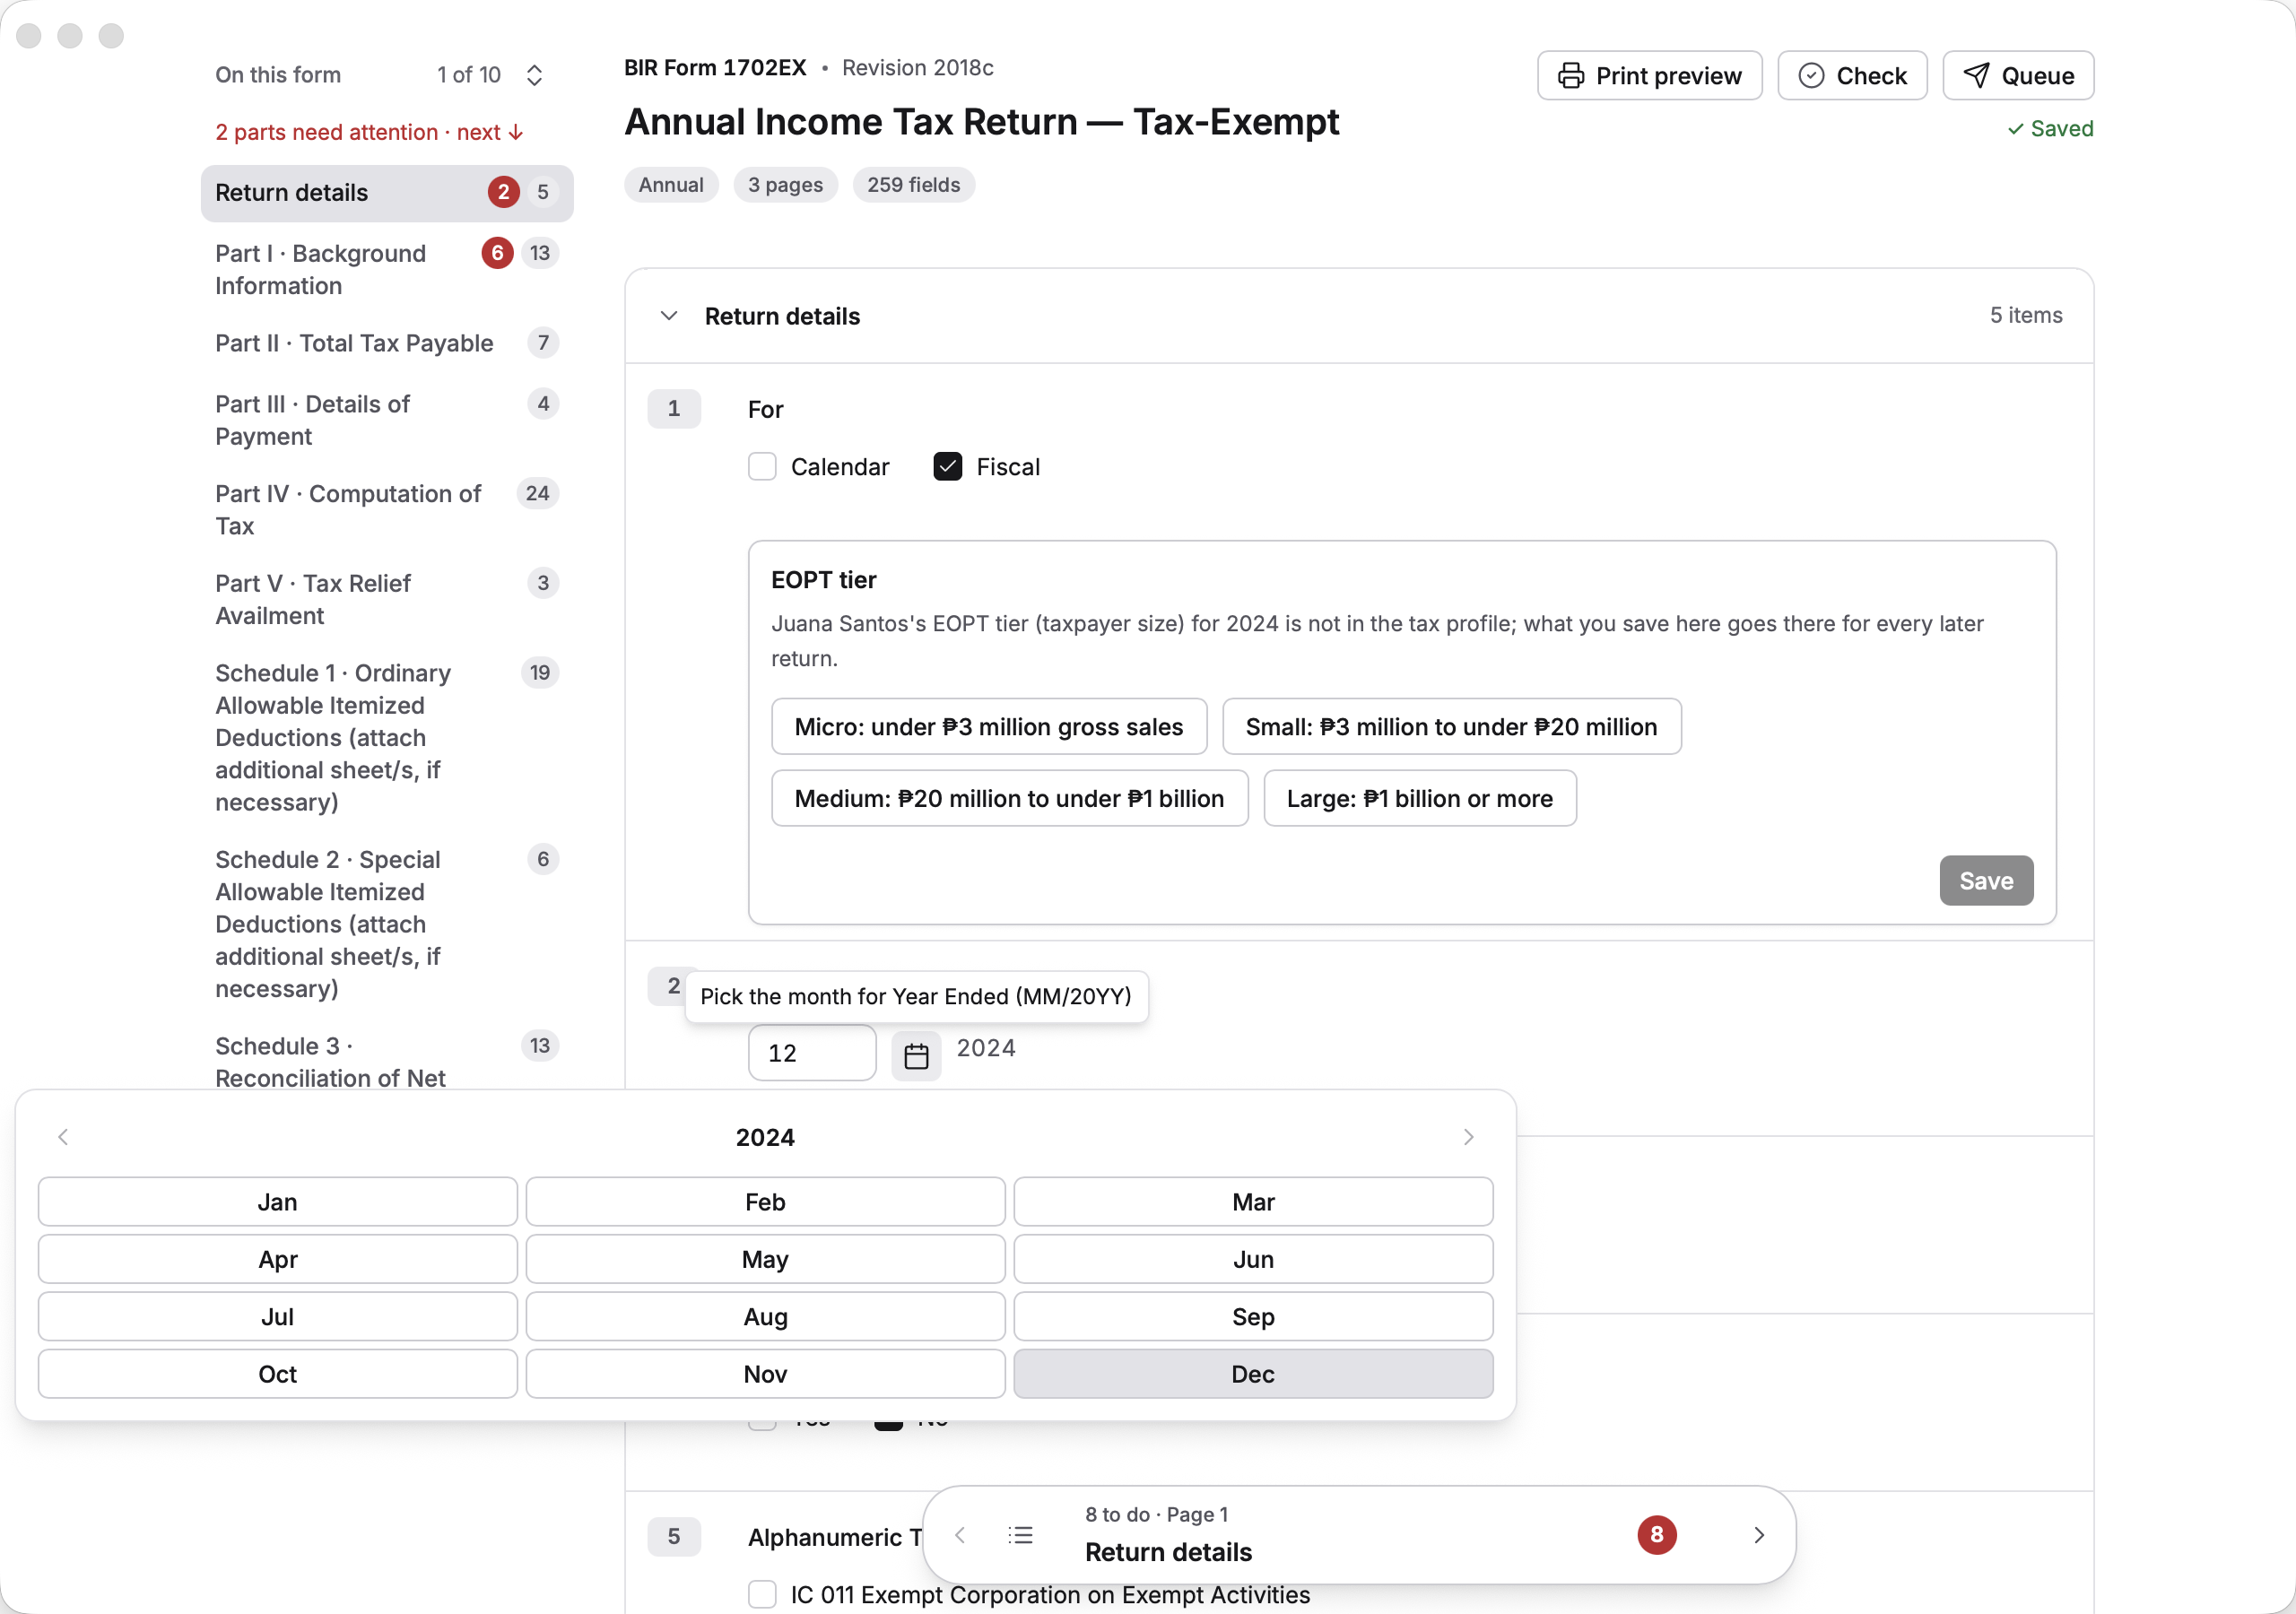 On this form
1 of 10
2 parts need attention · next ↓
Return details
2
5
Part I · Background
Information
6
13
Part II · Total Tax Payable
7
Part III · Details of
Payment
4
Part IV · Computation of
Tax
24
Part V · Tax Relief
Availment
3
Schedule 1 · Ordinary
Allowable Itemized
Deductions (attach
additional sheet/s, if
necessary)
19
Schedule 2 · Special
Allowable Itemized
Deductions (attach
additional sheet/s, if
necessary)
6
Schedule 3 ·
Reconciliation of Net
13
BIR Form 1702EX • Revision 2018c
Annual Income Tax Return — Tax-Exempt
Annual
3 pages
259 fields
Print preview
Check
Queue
Saved
Return details
5 items
1
For
Calendar
Fiscal
EOPT tier
Juana Santos's EOPT tier (taxpayer size) for 2024 is not in the tax profile; what you save here goes there for every later
return.
Micro: under ₱3 million gross sales
Small: ₱3 million to under ₱20 million
Medium: ₱20 million to under ₱1 billion
Large: ₱1 billion or more
Save
2
Pick the month for Year Ended (MM/20YY)
12
2024
2024
Jan
Feb
Mar
Apr
May
Jun
Jul
Aug
Sep
Oct
Nov
Dec
5
Alphanumeric
8 to do · Page 1
Return details
8
IC 011 Exempt Corporation on Exempt Activities